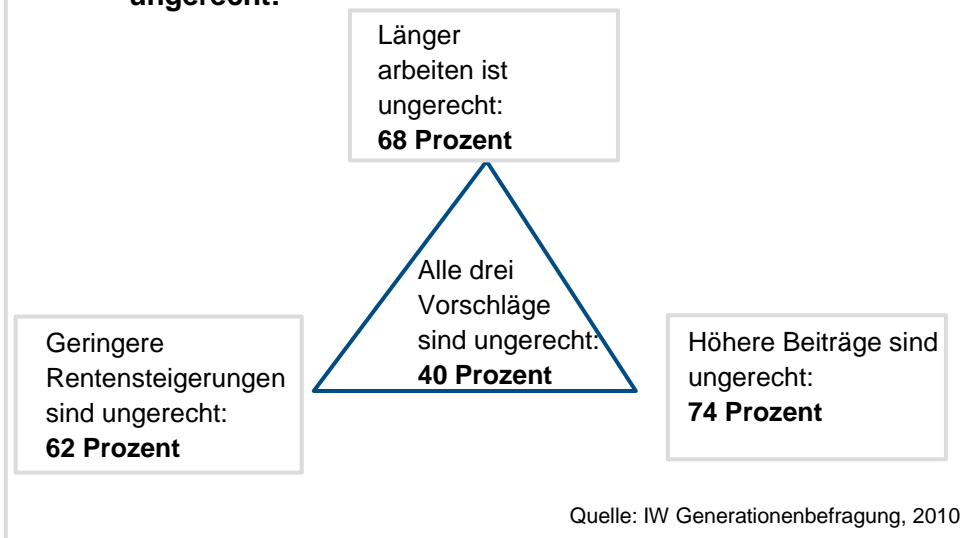 ungerecht:
Länger
arbeiten ist
ungerecht:
68 Prozent
Alle drei
Vorschläge
sind ungerecht:
40 Prozent
Geringere
Rentensteigerungen
sind ungerecht:
62 Prozent
Höhere Beiträge sind
ungerecht:
74 Prozent
Quelle: IW Generationenbefragung, 2010